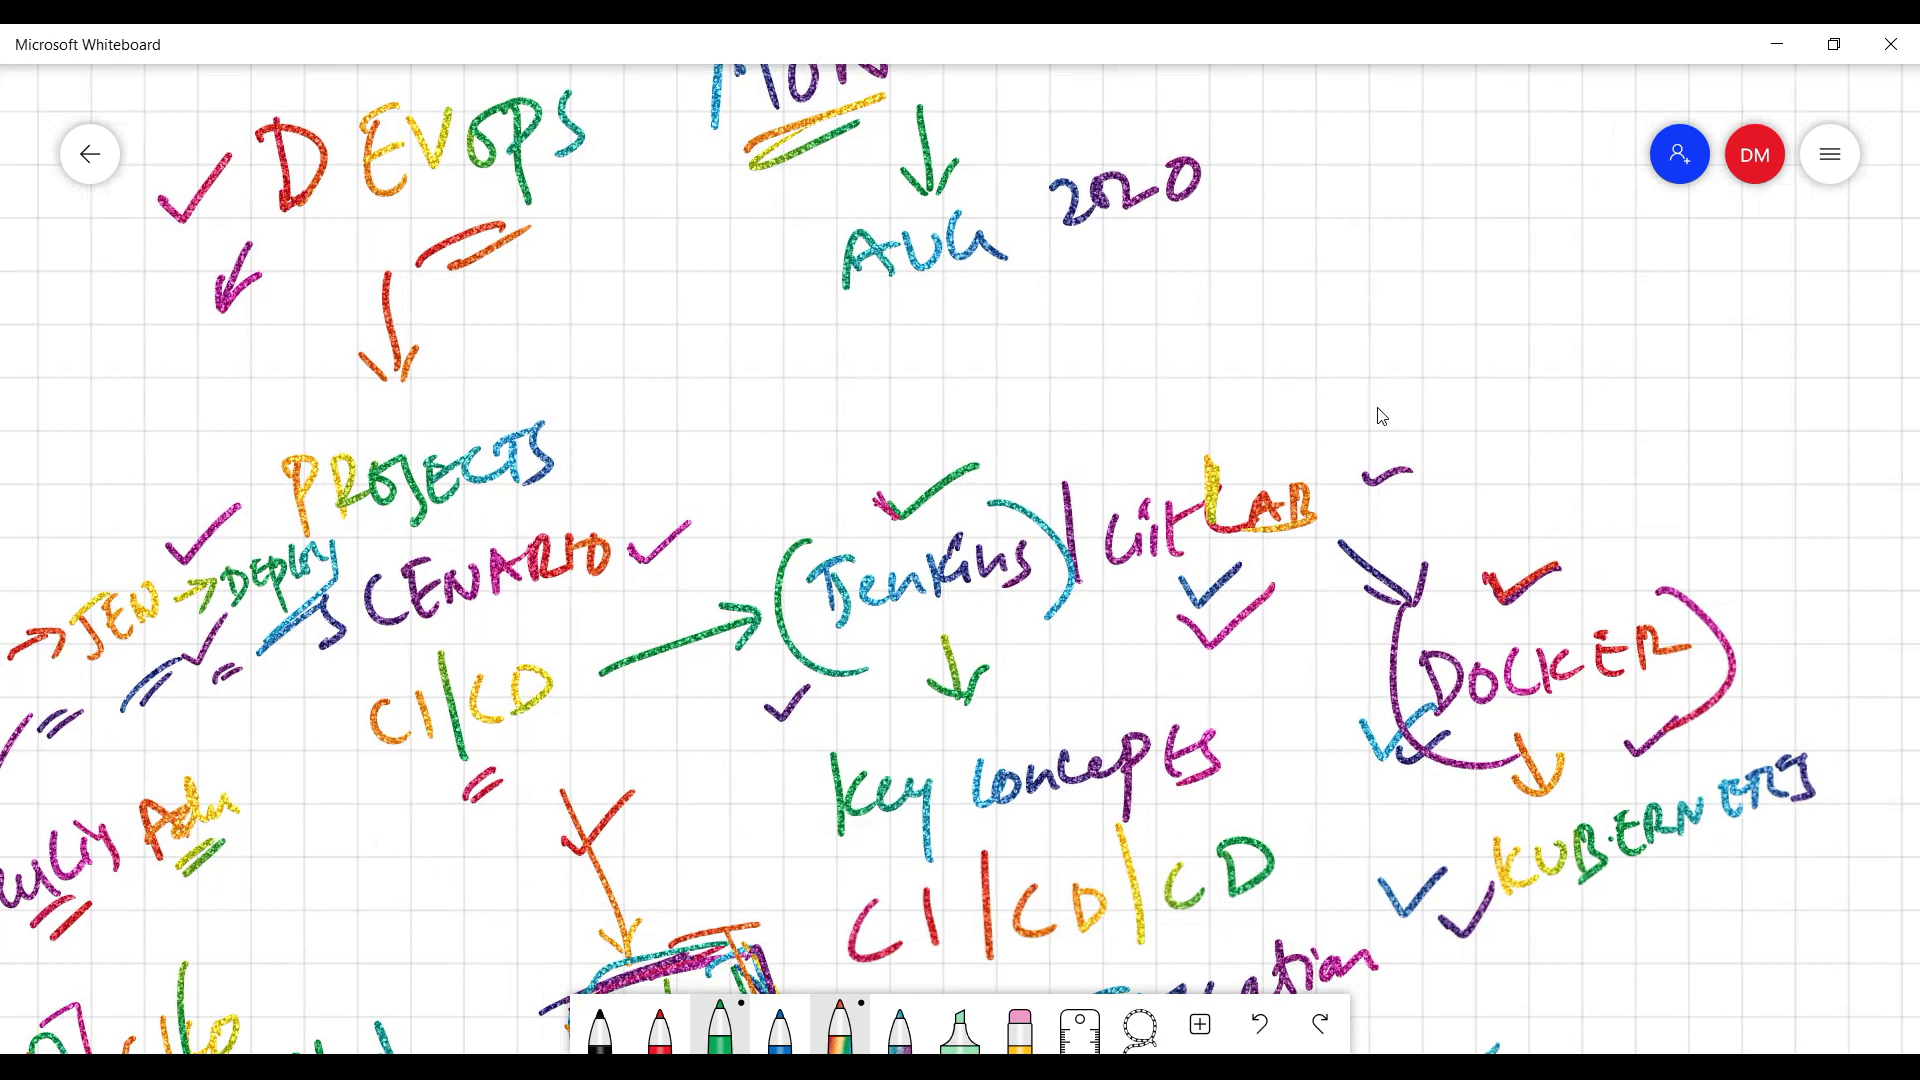 Microsoft Whiteboard
DEVOPS
AUG 2020
DM
PROJECTS
SCENARIO
JEN → DEPLOY
(Jenkins) | GitLAB
CI/CD
DOCKER
Key Concepts
KUBERNETES
CI/CD/CD